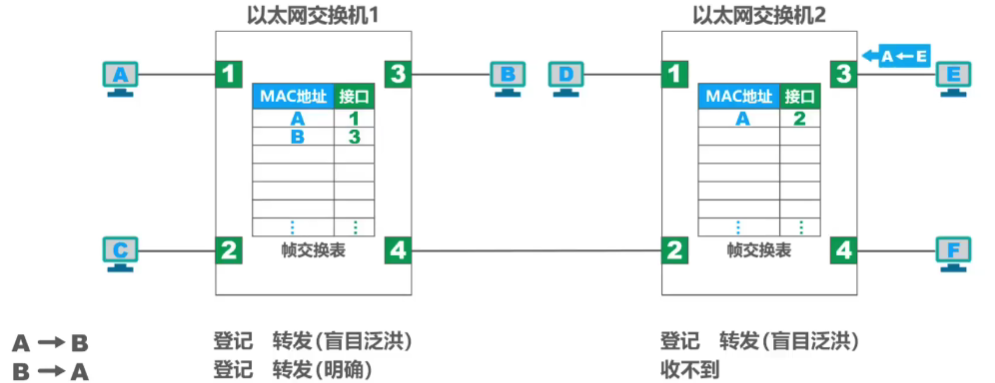 以太网交换机1 以太网交换机2
A←E
A 1 3 B D 1 3 E
MAC地址 接口 MAC地址 接口
A 1 A 2
B 3
⋮ ⋮ ⋮ ⋮
C 2 帧交换表 4 2 帧交换表 4 F
A→B 登记 转发(盲目泛洪) 登记 转发(盲目泛洪)
B→A 登记 转发(明确) 收不到